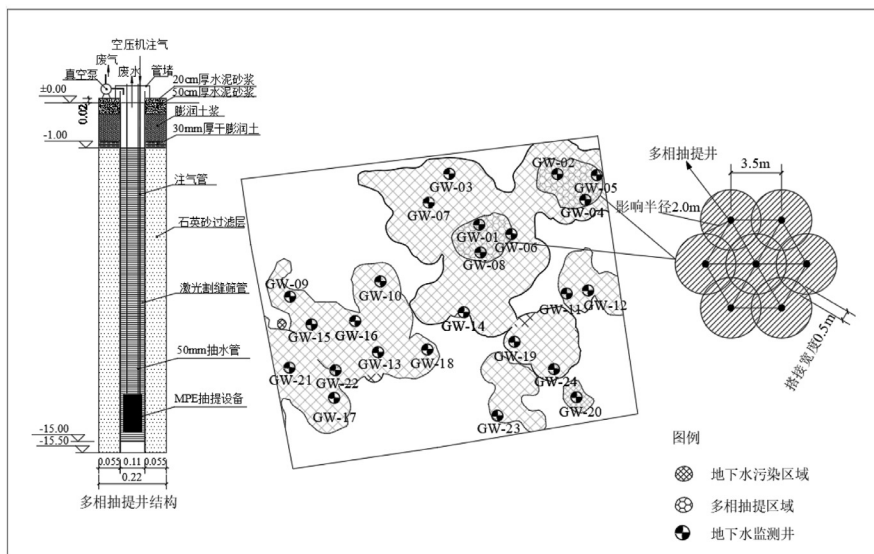 空压机注气
废气
废水
管堵
真空泵
20cm厚水泥砂浆
±0.00
50cm厚水泥砂浆
0.02
膨润土浆
30mm厚干膨润土
-1.00
注气管
石英砂过滤层
激光割缝筛管
50mm抽水管
MPE抽提设备
-15.00
-15.50
0.055 0.11 0.055
0.22
多相抽提井结构
GW-02
GW-03
GW-05
GW-07
GW-04
GW-01
GW-06
GW-08
GW-09
GW-10
GW-11
GW-12
GW-14
GW-15
GW-16
GW-13
GW-18
GW-19
GW-21
GW-22
GW-24
GW-17
GW-20
GW-23
多相抽提井
3.5m
影响半径2.0m
搭接宽度0.5m
图例
地下水污染区域
多相抽提区域
地下水监测井